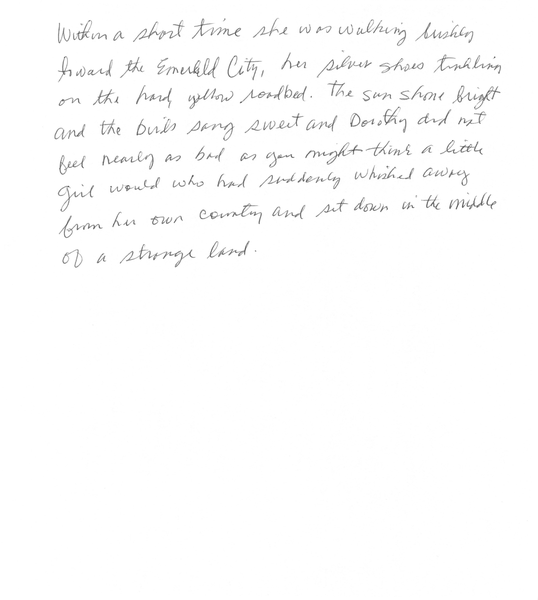 Within a short time she was walking briskly
toward the Emerald City, her silver shoes tinkling
on the hard, yellow roadbed. The sun shone bright
and the birds sang sweet and Dorothy did not
feel nearly as bad as you might think a little
girl would who had suddenly whisked away
from her own country and set down in the middle
of a strange land.